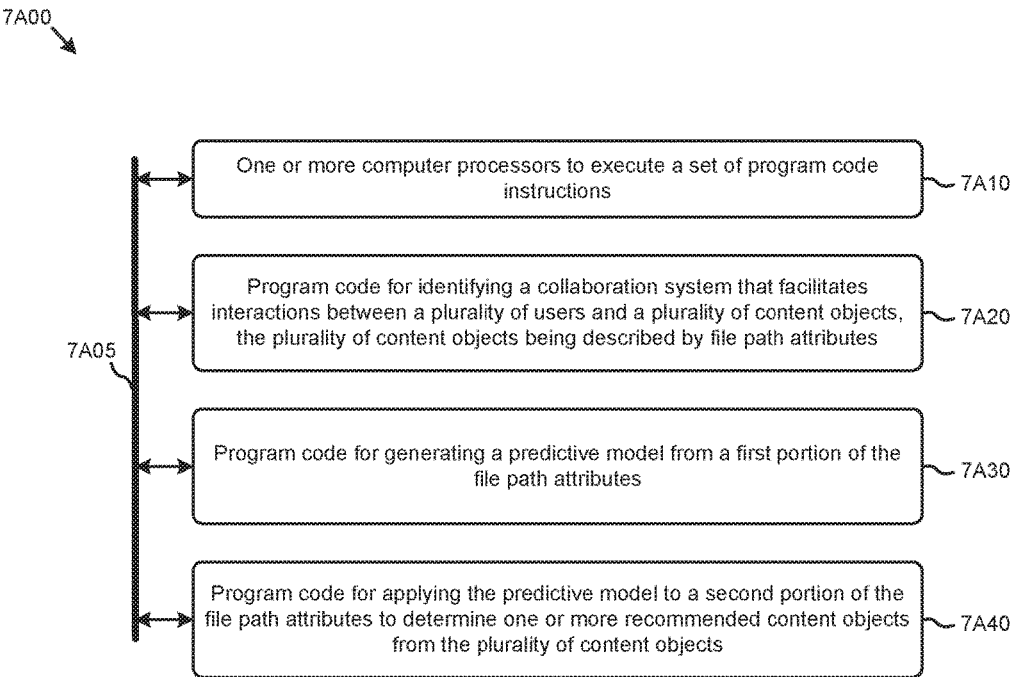 7A00
One or more computer processors to execute a set of program code
instructions
7A10
Program code for identifying a collaboration system that facilitates
interactions between a plurality of users and a plurality of content objects,
the plurality of content objects being described by file path attributes
7A20
7A05
Program code for generating a predictive model from a first portion of the
file path attributes
7A30
Program code for applying the predictive model to a second portion of the
file path attributes to determine one or more recommended content objects
from the plurality of content objects
7A40